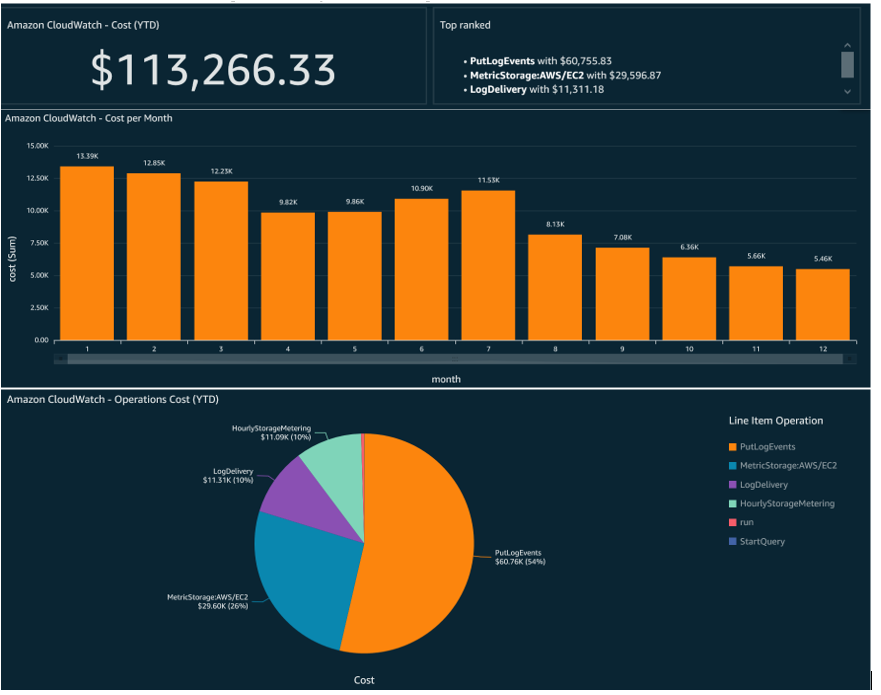 Amazon CloudWatch - Cost (YTD)
$113,266.33
Top ranked
• PutLogEvents with $60,755.83
• MetricStorage:AWS/EC2 with $29,596.87
• LogDelivery with $11,311.18
Amazon CloudWatch - Cost per Month
cost (Sum)
15.00K
12.50K
10.00K
7.50K
5.00K
2.50K
0.00
13.39K
12.85K
12.23K
9.82K
9.86K
10.90K
11.53K
8.13K
7.08K
6.36K
5.66K
5.46K
1 2 3 4 5 6 7 8 9 10 11 12
month
Amazon CloudWatch - Operations Cost (YTD)
HourlyStorageMetering
$11.09K (10%)
LogDelivery
$11.31K (10%)
MetricStorage:AWS/EC2
$29.60K (26%)
PutLogEvents
$60.76K (54%)
Cost
Line Item Operation
PutLogEvents
MetricStorage:AWS/EC2
LogDelivery
HourlyStorageMetering
run
StartQuery